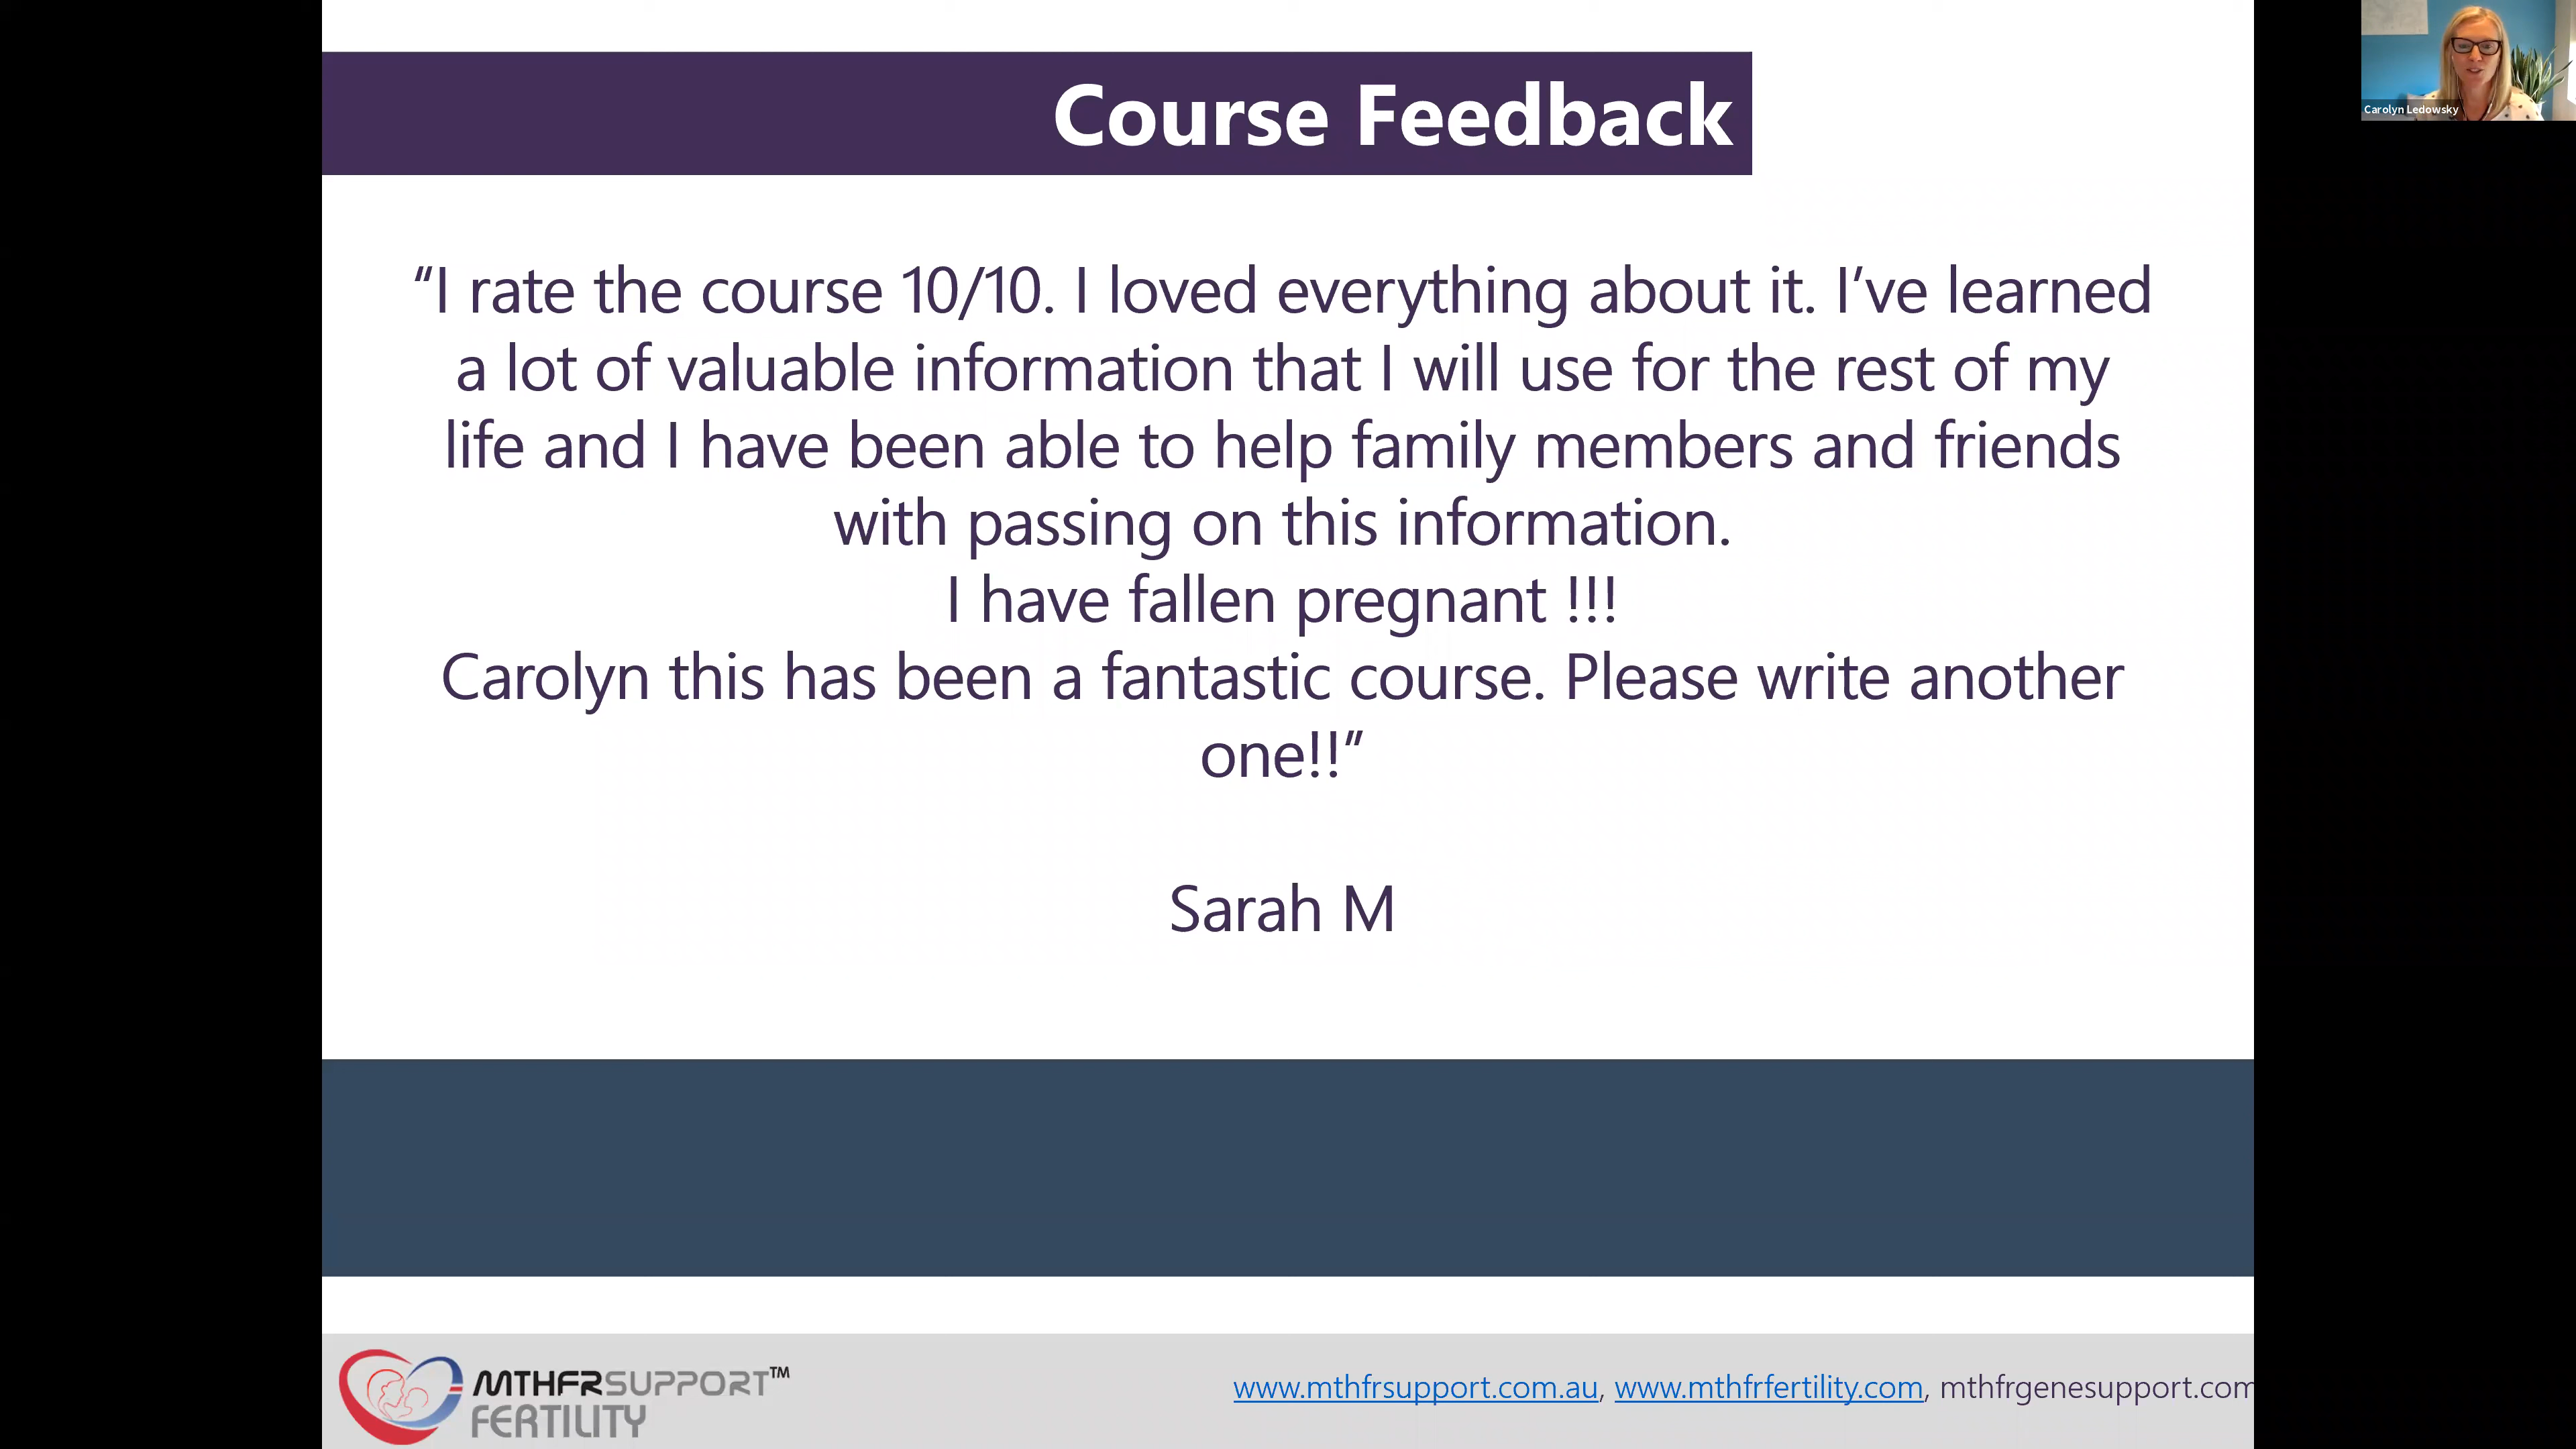 Course Feedback
Carolyn Ledowsky
“I rate the course 10/10. I loved everything about it. I’ve learned
a lot of valuable information that I will use for the rest of my
life and I have been able to help family members and friends
with passing on this information.
I have fallen pregnant !!!
Carolyn this has been a fantastic course. Please write another
one!!”
Sarah M
MTHFRSUPPORT™
FERTILITY
www.mthfrsupport.com.au, www.mthfrfertility.com, mthfrgenesupport.com